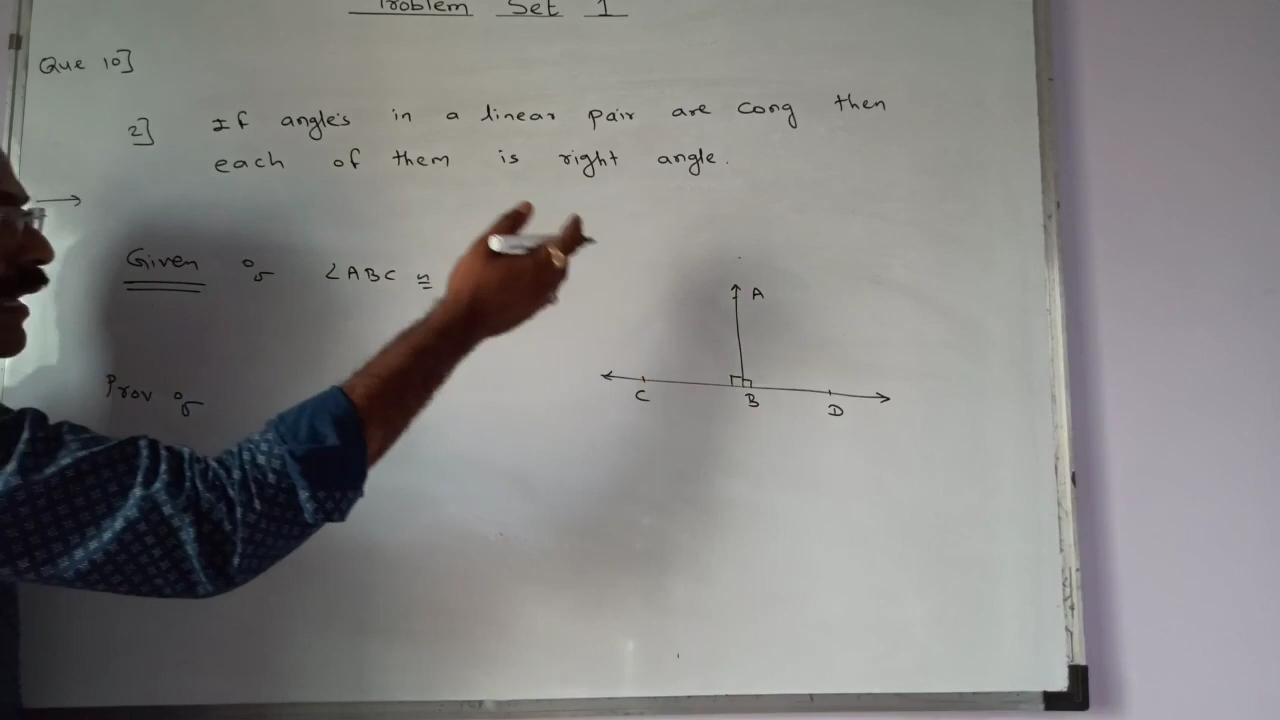 Problem Set 1
Que 10]
2] If angle's in a linear pair are cong then
each of them is right angle.
→
Given : ∠ABC ≅
A
Prov :
C B D